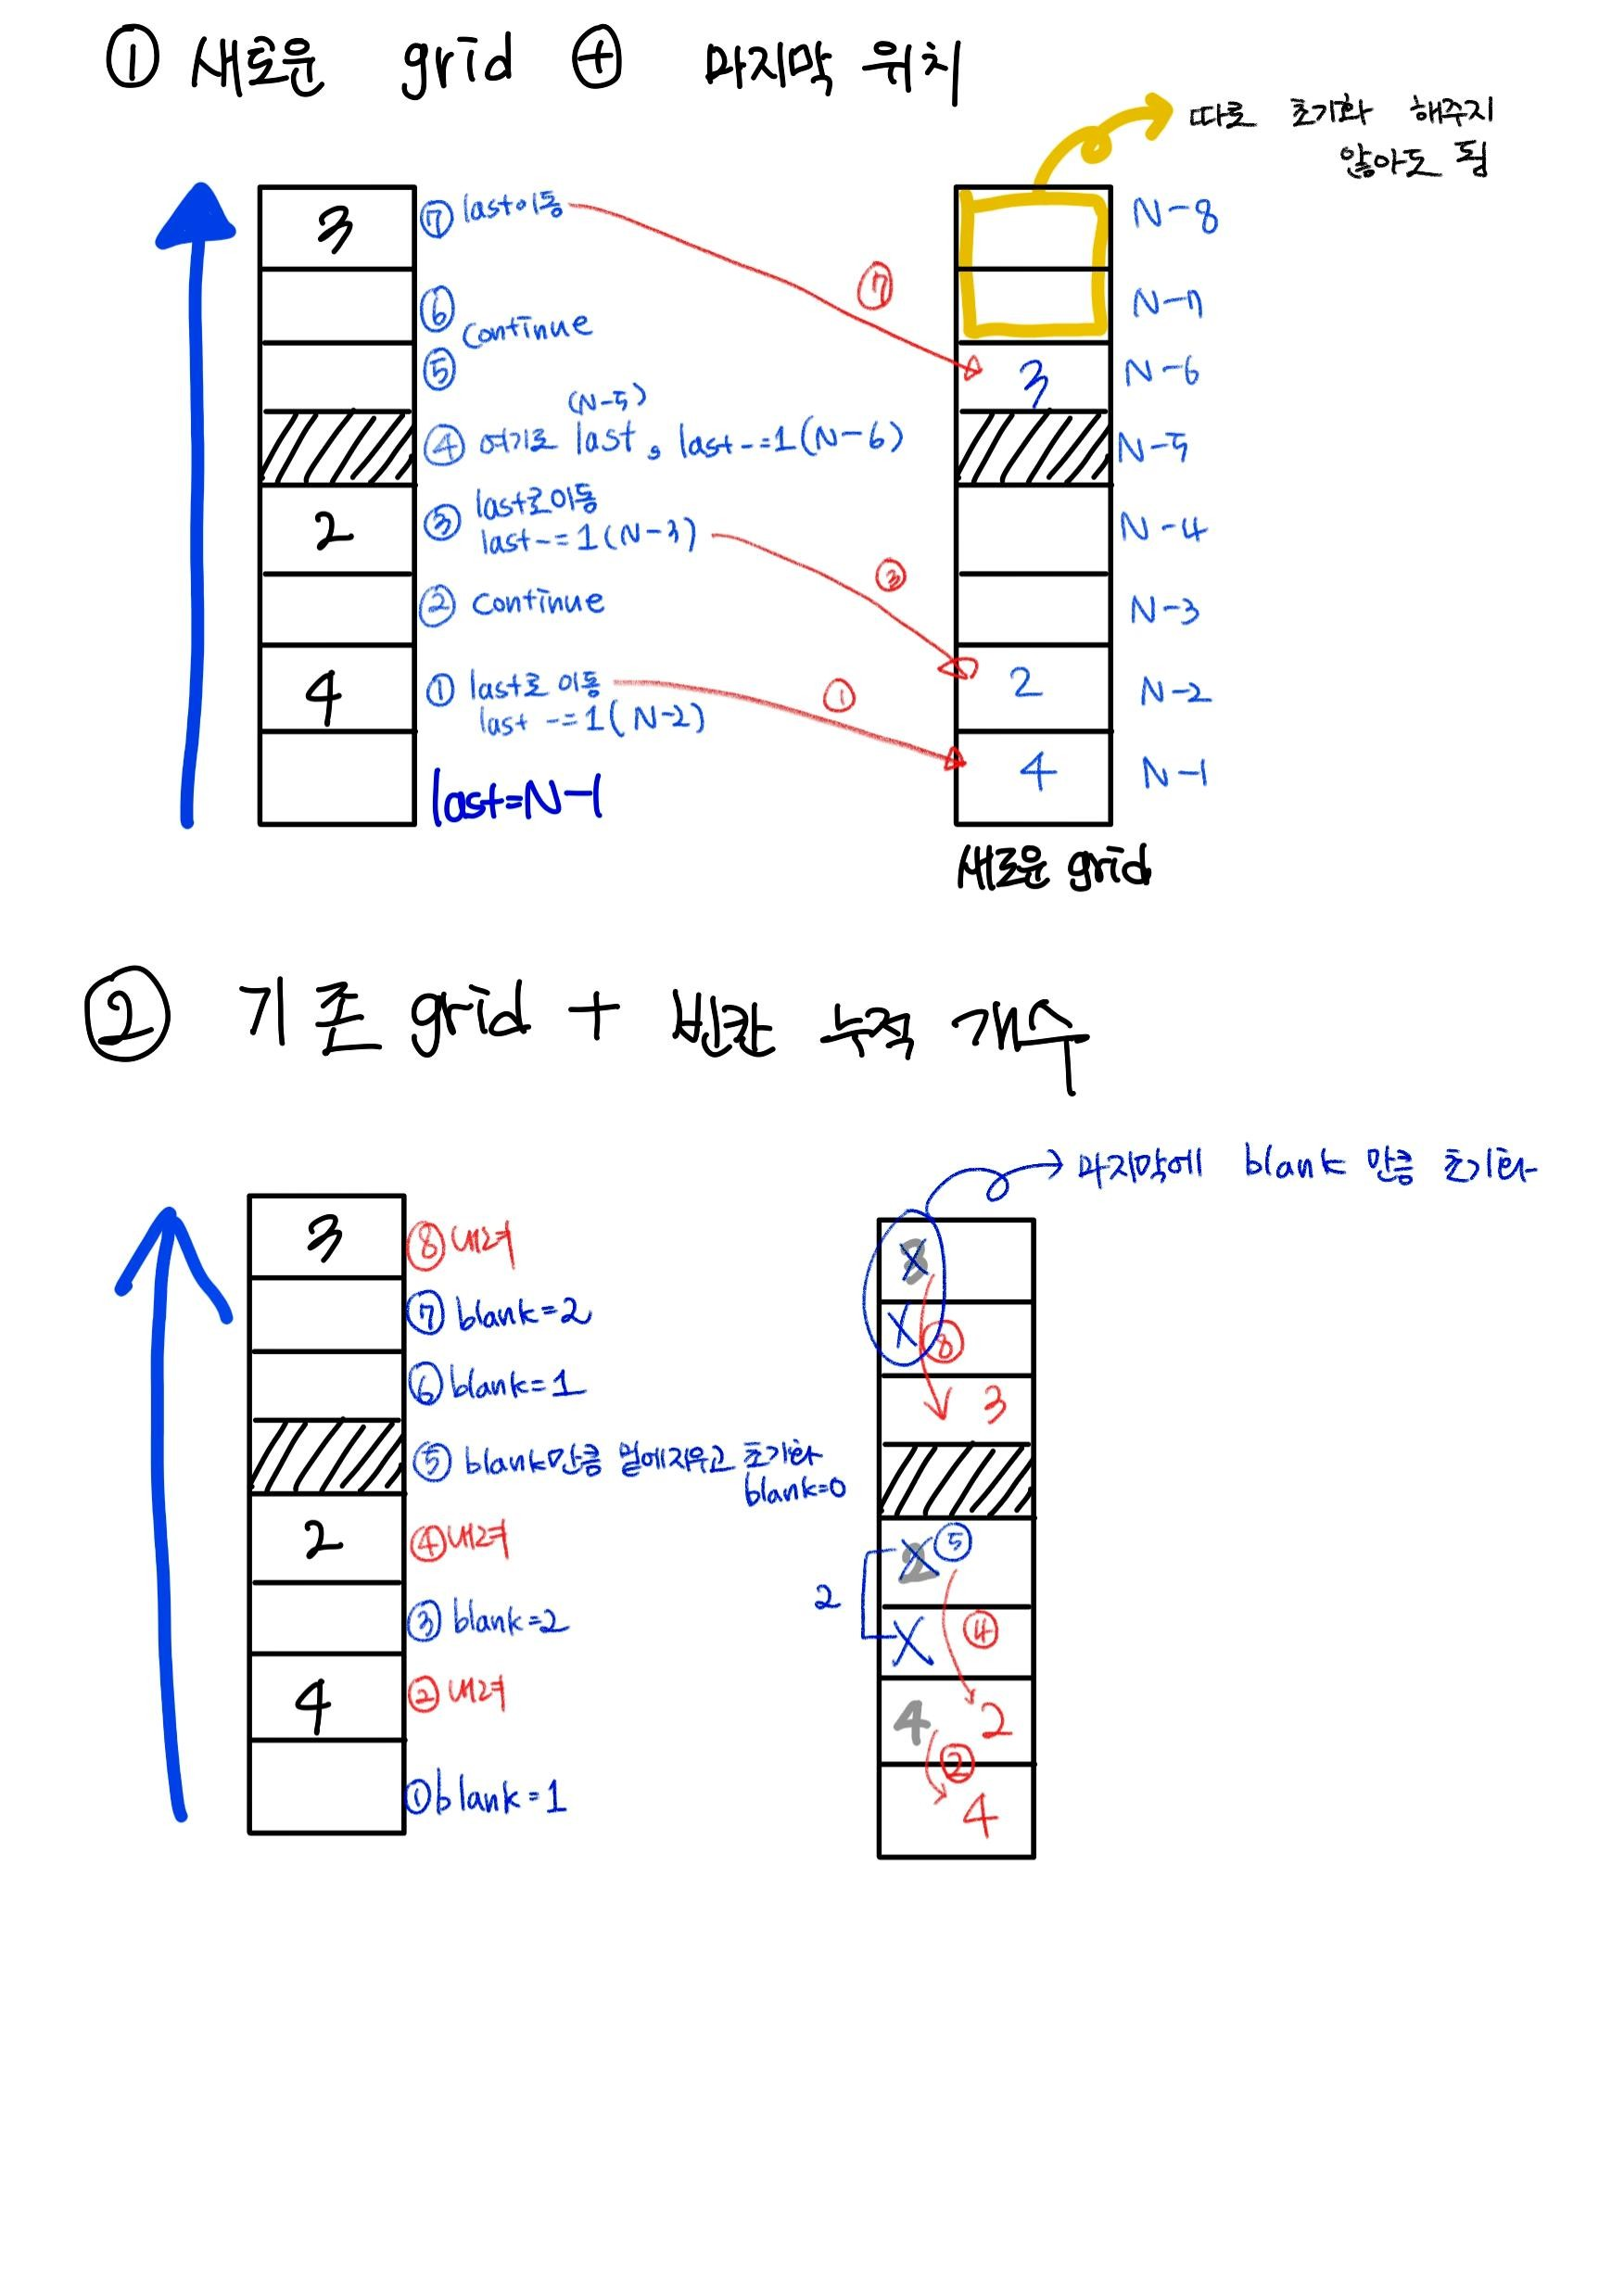 ① 새로운 grid ⊕ 마지막 위치
따로 초기화 해주지
않아도 됨
3
⑦ last이동
⑦
N-8
⑥
continue
N-7
⑤
3
N-6
(N-5)
④ 여기로 last, last-=1(N-6)
N-5
2
③ last로이동
last-=1(N-3)
③
N-4
② continue
N-3
4
① last로 이동
last -=1(N-2)
①
2
N-2
last=N-1
4
N-1
새로운 grid
② 기존 grid + 빈칸 누적 개수
마지막에 blank 만큼 초기화
3
⑧ 내려
3
⑦ blank=2
X
⑧
⑥ blank=1
3
⑤ blank만큼 밑에지우고 초기화
blank=0
2
④ 내려
2
⑤
2
③ blank=2
X
④
4
② 내려
4
2
②
① blank=1
4